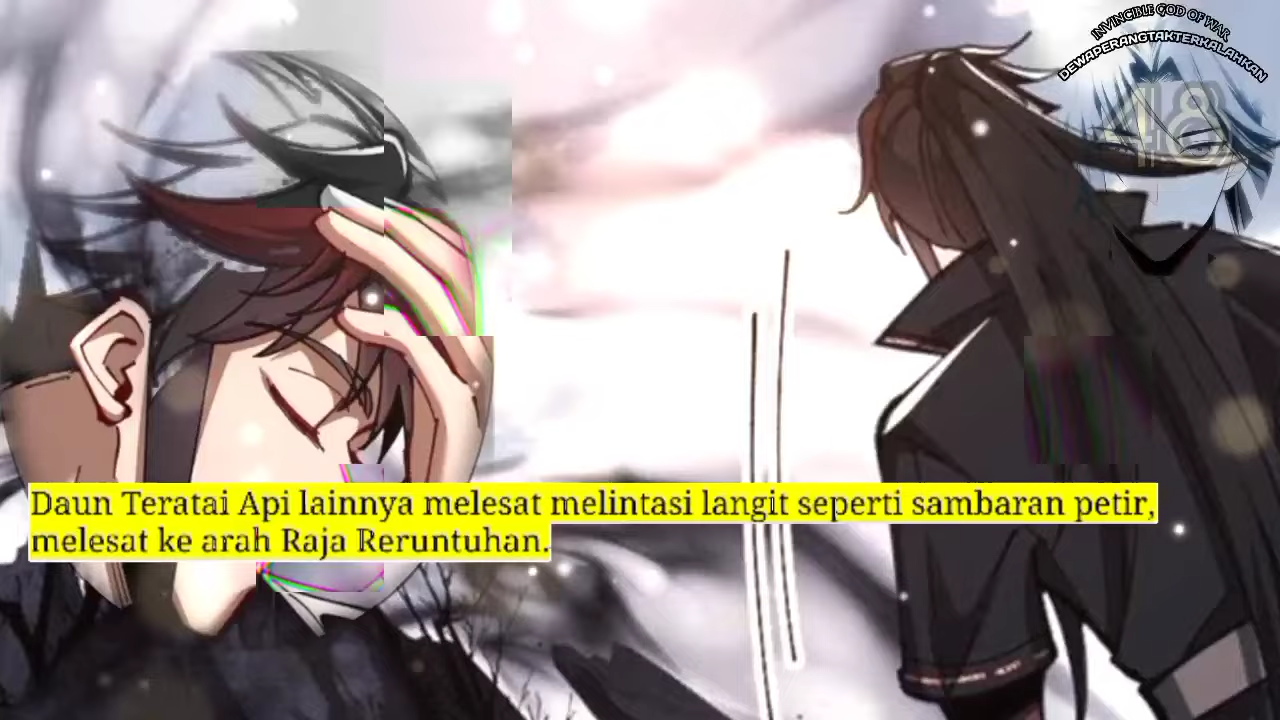 INVINCIBLE GOD OF WAR
DEWAPERANGTAKTERKALAHKAN
48
Daun Teratai Api lainnya melesat melintasi langit seperti sambaran petir,
melesat ke arah Raja Reruntuhan.